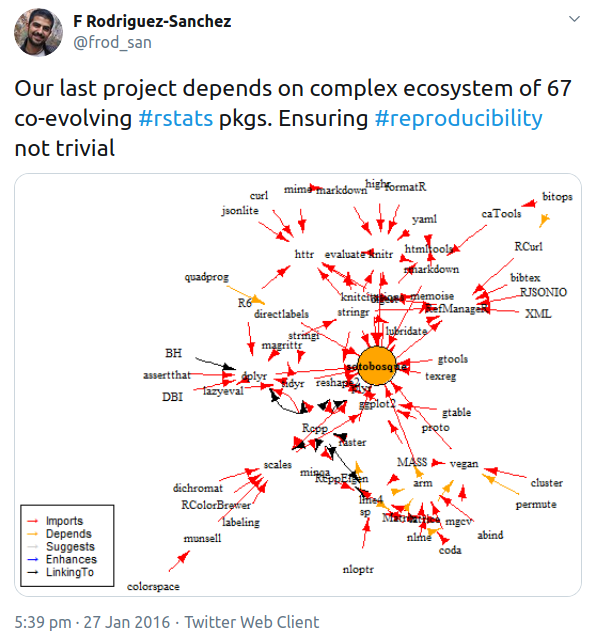 F Rodriguez-Sanchez
@frod_san
Our last project depends on complex ecosystem of 67
co-evolving #rstats pkgs. Ensuring #reproducibility
not trivial
curl
mime
markdown
highr
formatR
bitops
jsonlite
yaml
caTools
httr
evaluate
knitr
htmltools
RCurl
rmarkdown
quadprog
bibtex
RJSONIO
R6
memoise
RefManageR
XML
directlabels
stringr
stringi
lubridate
magrittr
BH
gtools
assertthat
dplyr
sotobosque
texreg
DBI
lazyeval
tidyr
reshape2
ggplot2
gtable
proto
Rcpp
raster
scales
minqa
RcppEigen
MASS
vegan
arm
cluster
dichromat
RColorBrewer
lme4
permute
labeling
sp
mgcv
munsell
nlme
abind
coda
nloptr
colorspace
Imports
Depends
Suggests
Enhances
LinkingTo
5:39 pm · 27 Jan 2016 · Twitter Web Client